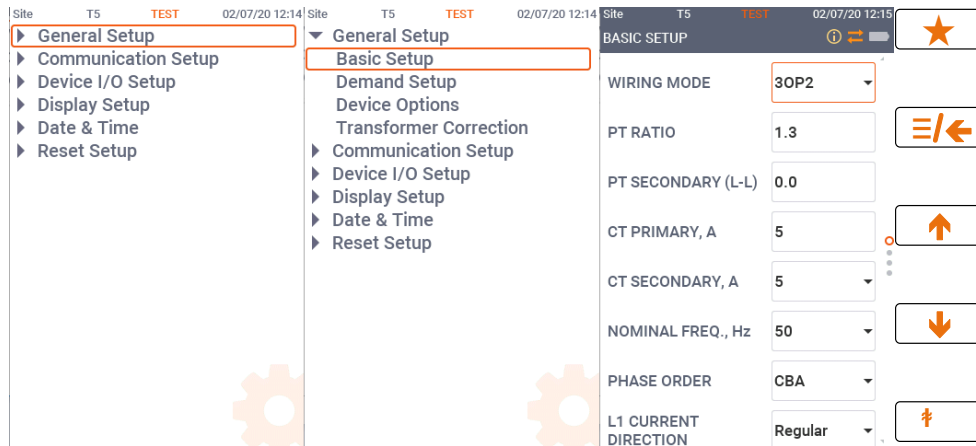 Site T5 TEST 02/07/20 12:14
General Setup
Communication Setup
Device I/O Setup
Display Setup
Date & Time
Reset Setup
Site T5 TEST 02/07/20 12:14
General Setup
Basic Setup
Demand Setup
Device Options
Transformer Correction
Communication Setup
Device I/O Setup
Display Setup
Date & Time
Reset Setup
Site T5 TEST 02/07/20 12:15
BASIC SETUP
WIRING MODE 3OP2
PT RATIO 1.3
PT SECONDARY (L-L) 0.0
CT PRIMARY, A 5
CT SECONDARY, A 5
NOMINAL FREQ., Hz 50
PHASE ORDER CBA
L1 CURRENT
DIRECTION Regular